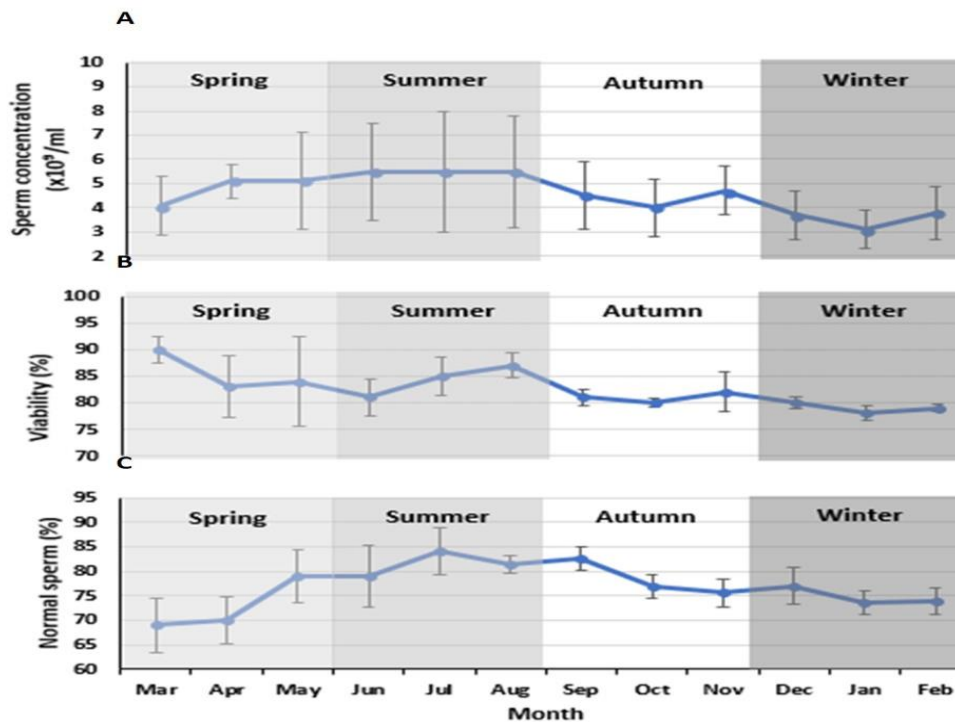 A
10
9
8
7
6
5
4
3
2
Sperm concentration
(x10⁹/ml
Spring Summer Autumn Winter
B
100
95
90
85
80
75
70
Viability (%)
Spring Summer Autumn Winter
C
95
90
85
80
75
70
65
60
Normal sperm (%)
Spring Summer Autumn Winter
Mar Apr May Jun Jul Aug Sep Oct Nov Dec Jan Feb
Month